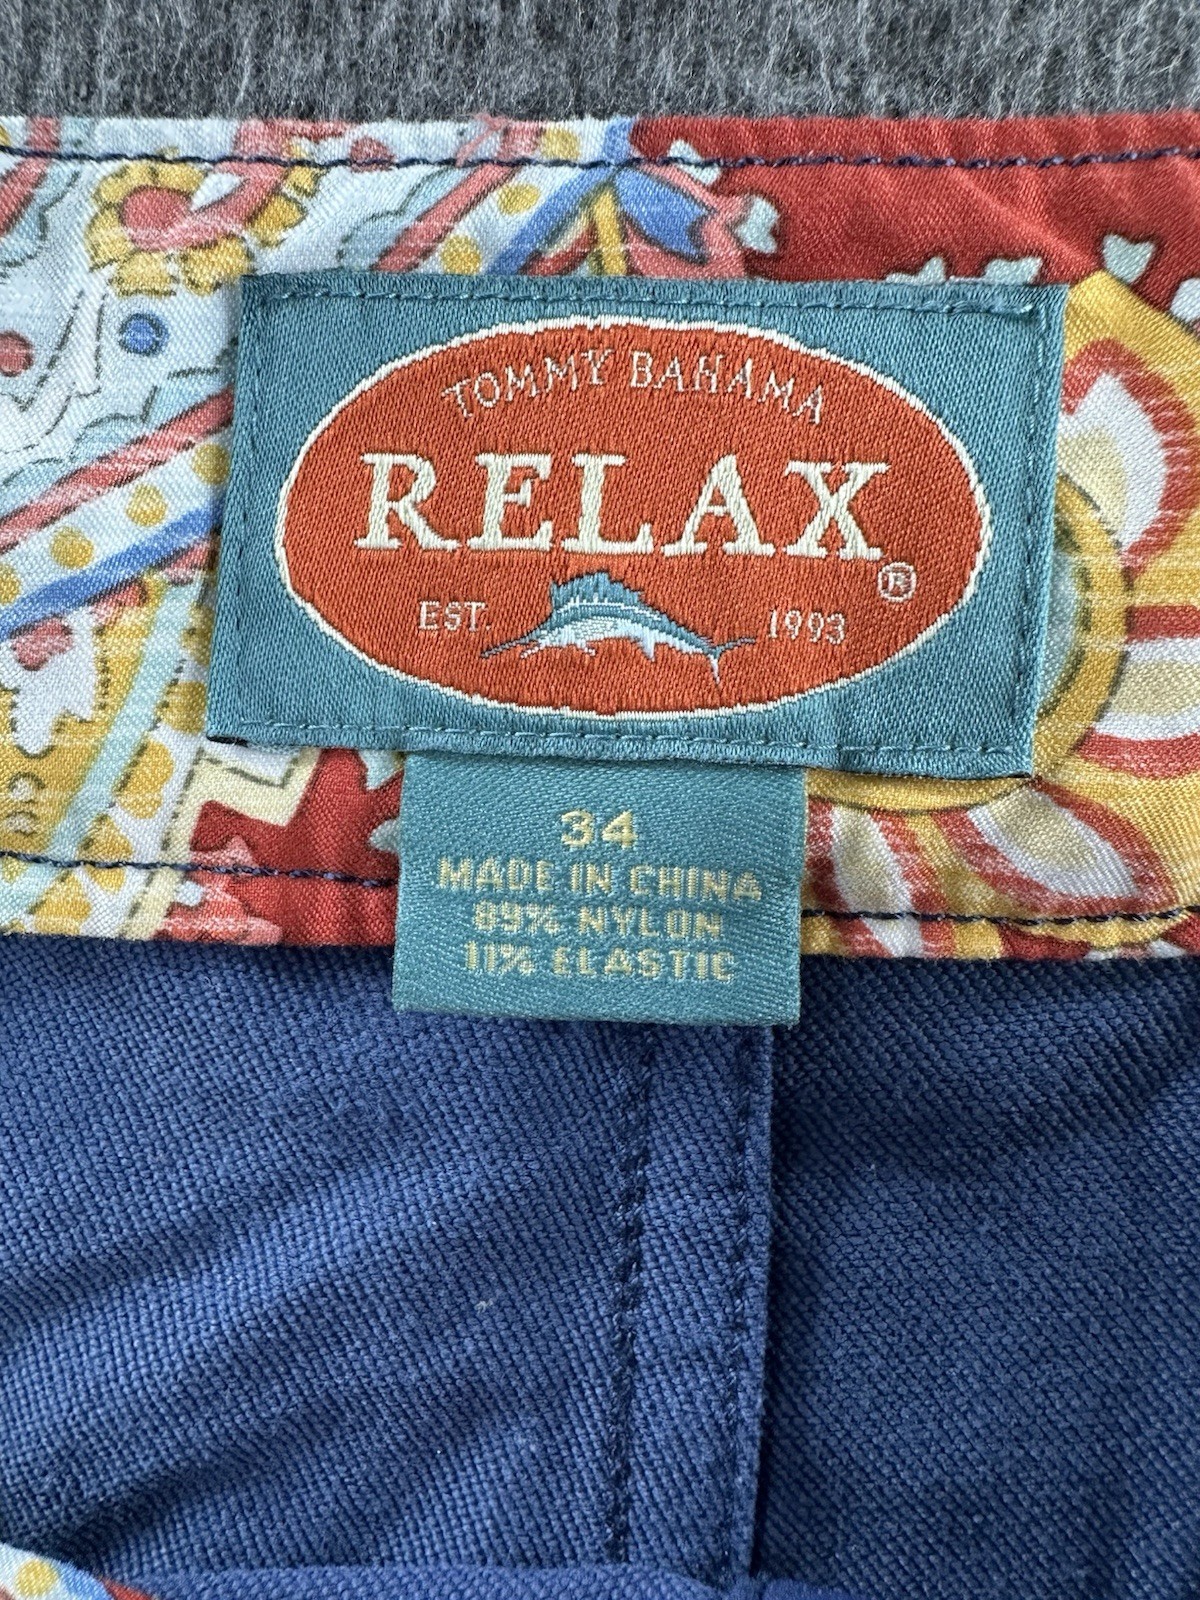 TOMMY BAHAMA
RELAX®
EST. 1993
34
MADE IN CHINA
89% NYLON
11% ELASTIC